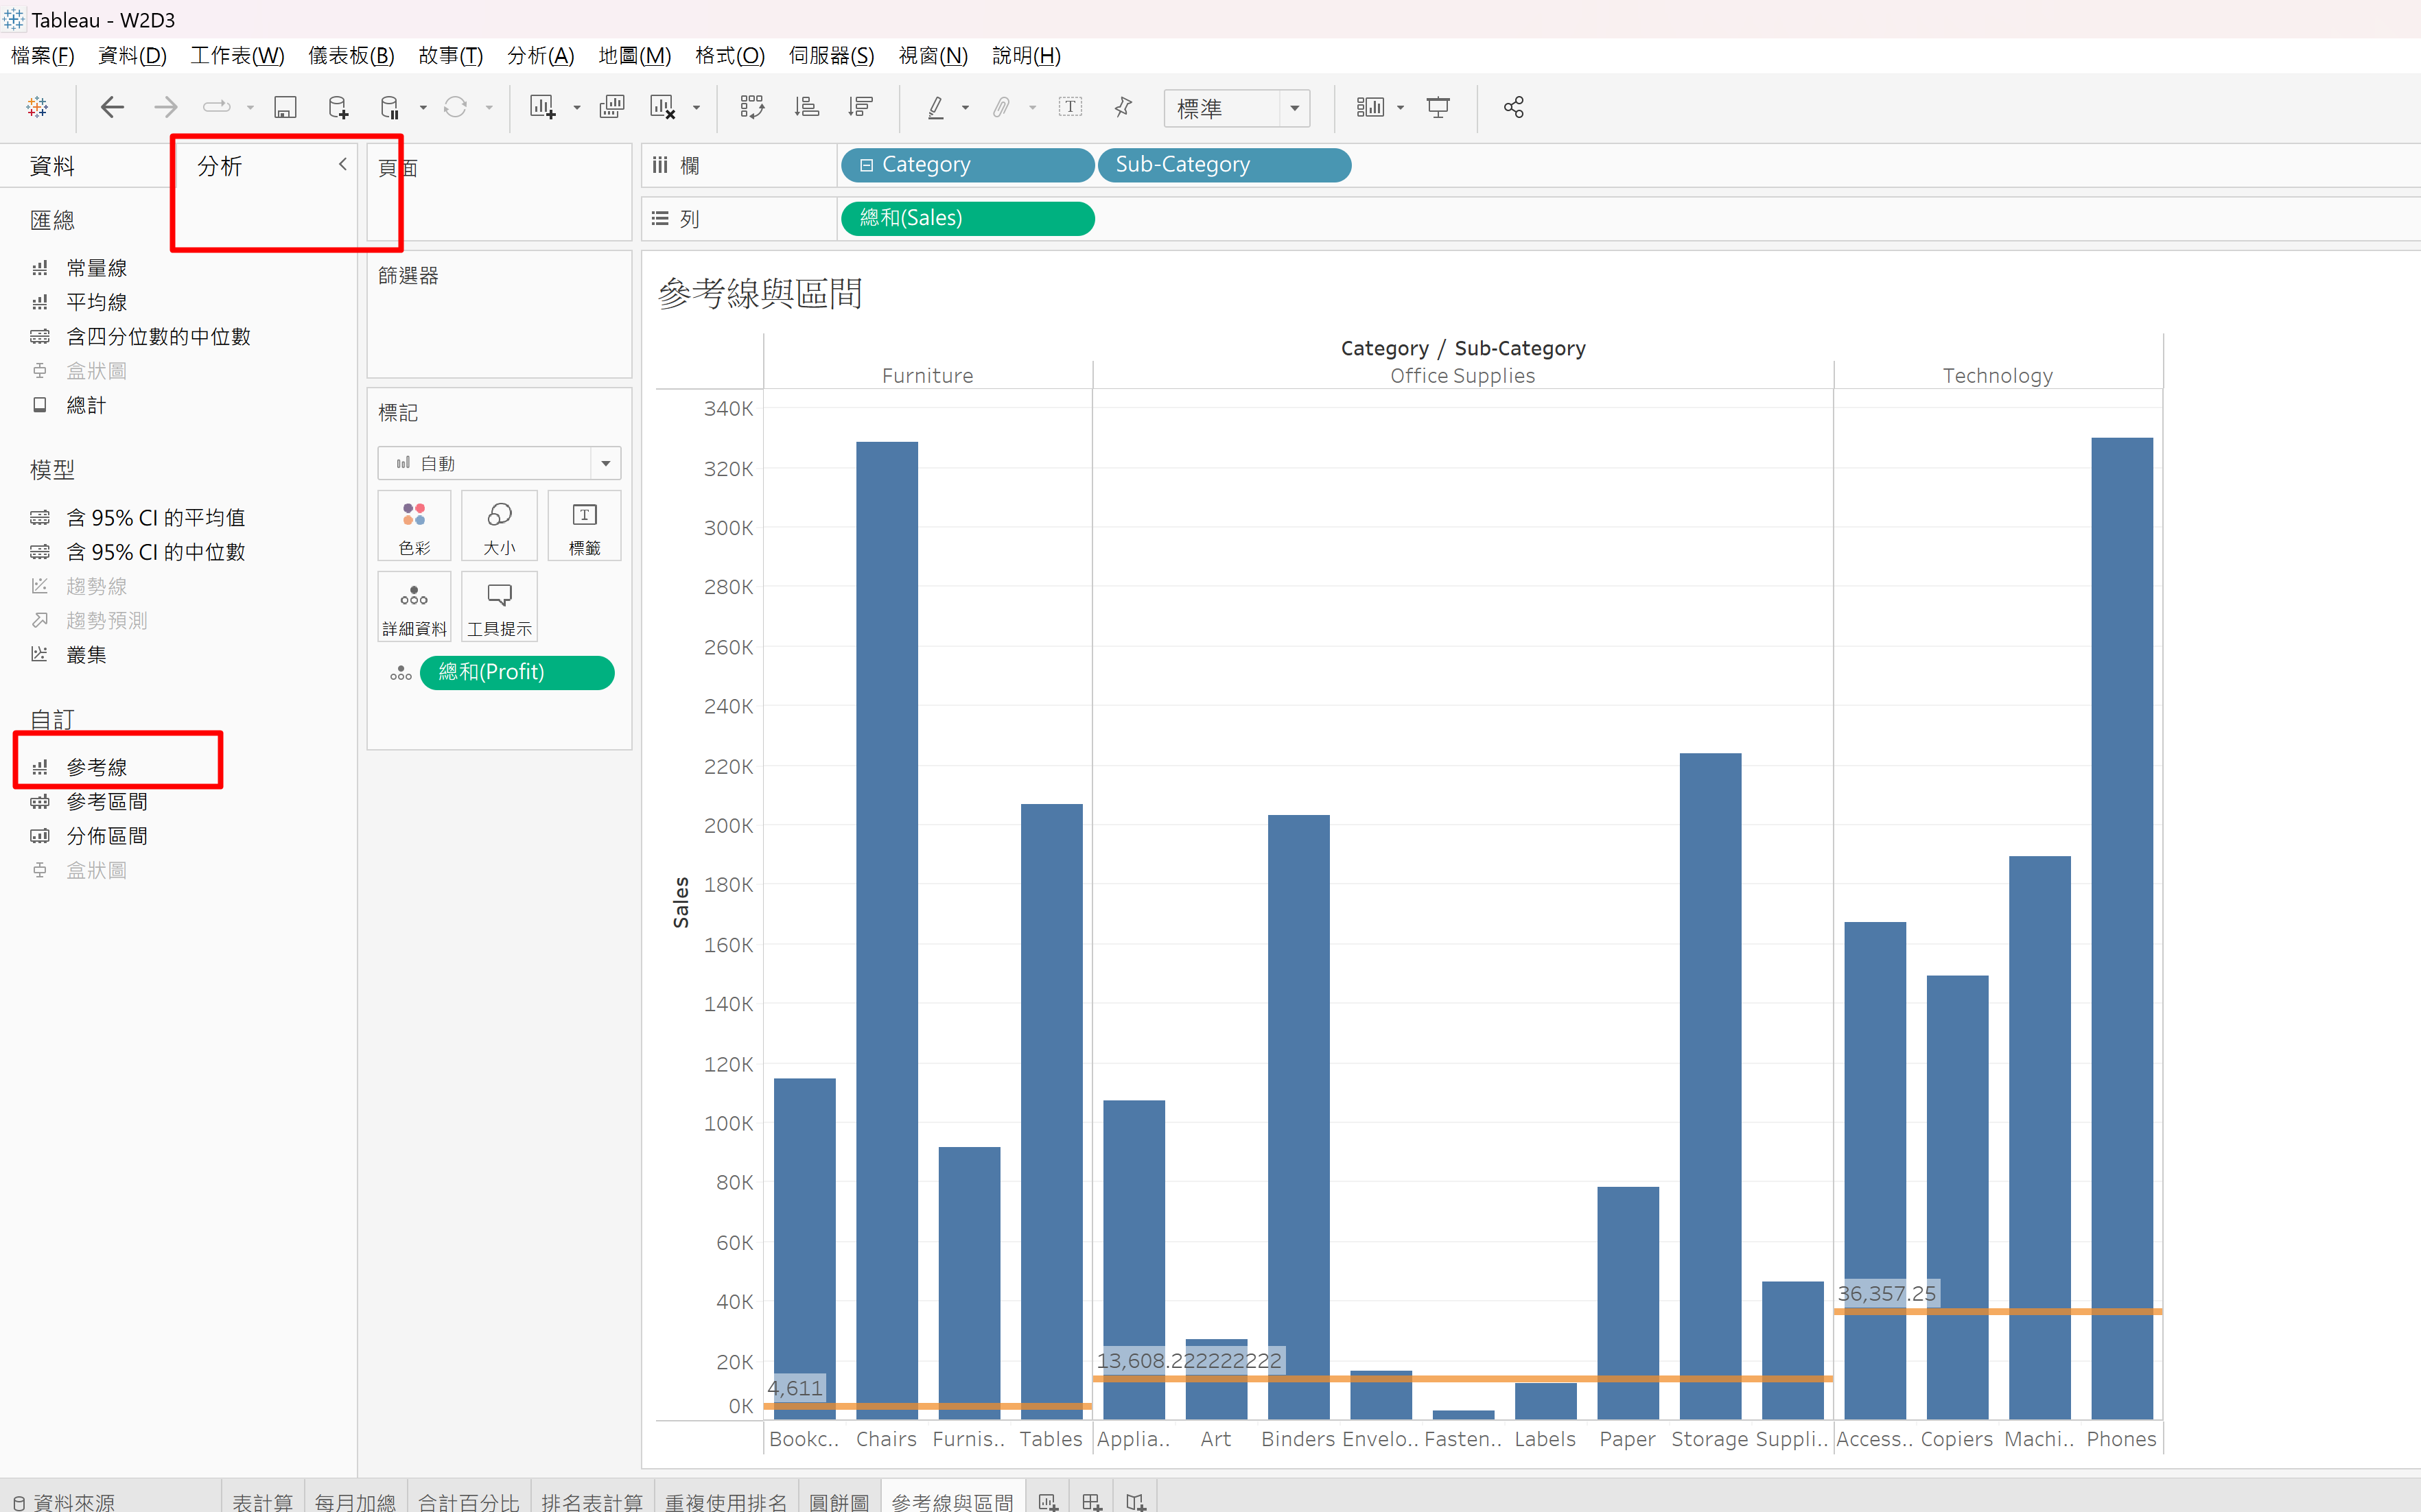 Tableau - W2D3
檔案(F) 資料(D) 工作表(W) 儀表板(B) 故事(T) 分析(A) 地圖(M) 格式(O) 伺服器(S) 視窗(N) 說明(H)
標準
資料 分析
匯總
常量線
平均線
含四分位數的中位數
盒狀圖
總計
模型
含 95% CI 的平均值
含 95% CI 的中位數
趨勢線
趨勢預測
叢集
自訂
參考線
參考區間
分佈區間
盒狀圖
頁面
篩選器
標記
自動
色彩 大小 標籤
詳細資料 工具提示
總和(Profit)
欄 Category Sub-Category
列 總和(Sales)
參考線與區間
Category / Sub-Category
Furniture Office Supplies Technology
340K
320K
300K
280K
260K
240K
220K
200K
180K
160K
140K
120K
100K
80K
60K
40K
20K
0K
Sales
4,611
13,608.222222222
36,357.25
Bookc.. Chairs Furnis.. Tables Applia.. Art Binders Envelo.. Fasten.. Labels Paper Storage Suppli.. Access.. Copiers Machi.. Phones
資料來源 表計算 每月加總 合計百分比 排名表計算 重複使用排名 圓餅圖 參考線與區間